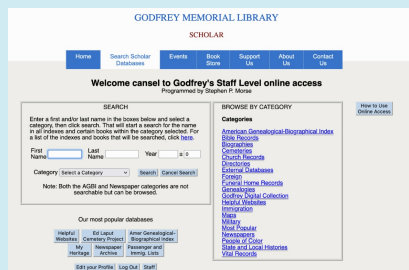 GODFREY MEMORIAL LIBRARY
SCHOLAR
Home
Search Scholar Databases
Events
Book Store
Support Us
About Us
Contact Us
Welcome cansel to Godfrey's Staff Level online access
Programmed by Stephen P. Morse
How to Use Online Access
SEARCH
Enter a first and/or last name in the boxes below and select a
category, then click search. That will start a search for the name
in all indexes and certain books within the category selected. For
a list of the indexes and books that will be searched, click here.
First Name
Last Name
Year ± 0
Category Select a Category Search Cancel Search
Note: Both the AGBI and Newspaper categories are not
searchable but can be browsed.
Our most popular databases
Helpful Websites
Ed Laput Cemetery Project
Amer Genealogical-Biographical Index
My Heritage
Newspaper Archive
Passenger and Immig. Lists
Edit your Profile Log Out Staff
BROWSE BY CATEGORY
Categories
American Genealogical-Biographical Index
Bible Records
Biographies
Cemeteries
Church Records
Directories
External Databases
Foreign
Funeral Home Records
Genealogies
Godfrey Digital Collection
Helpful Websites
Immigration
Maps
Military
Most Popular
Newspapers
People of Color
State and Local Histories
Vital Records